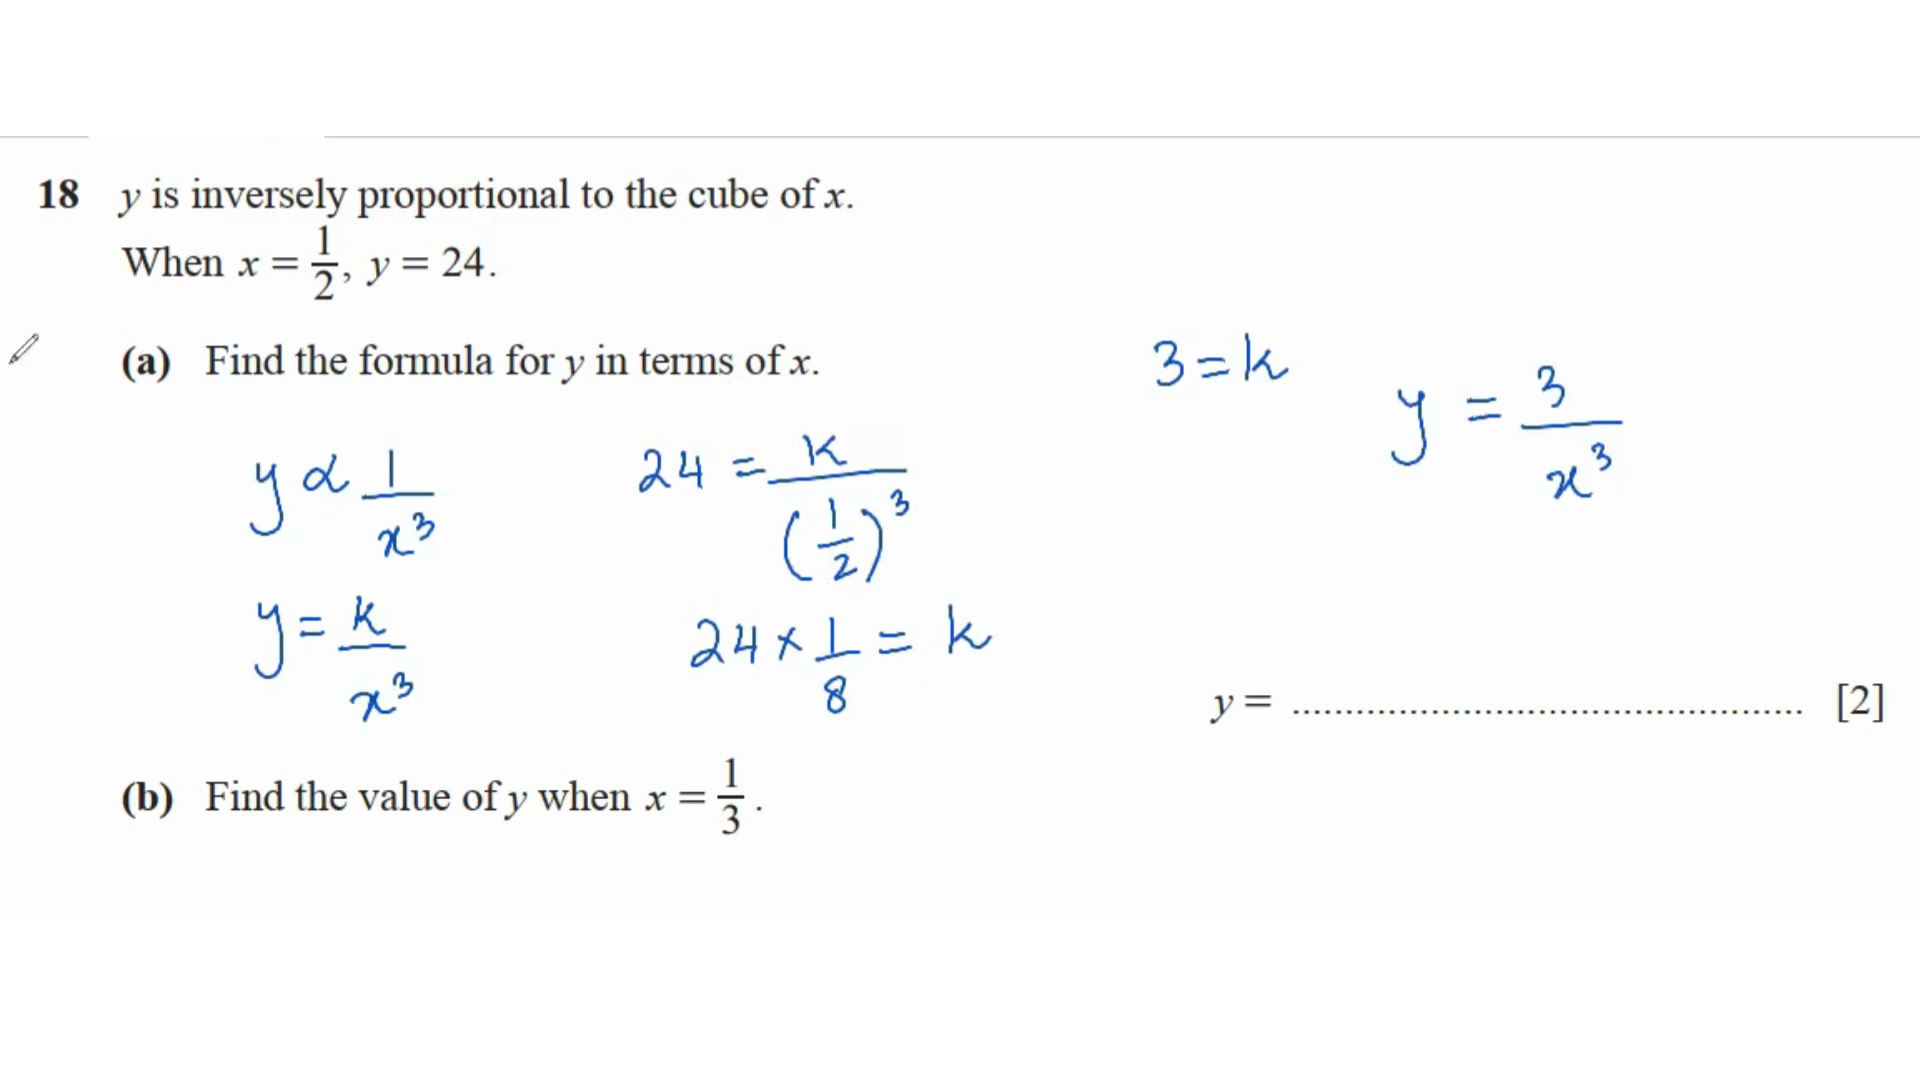 18 y is inversely proportional to the cube of x.
When x = 1/2, y = 24.
(a) Find the formula for y in terms of x.
y ∝ 1/x³
y = k/x³
24 = k/(1/2)³
24 × 1/8 = k
3 = k
y = 3/x³
y = ................................................ [2]
(b) Find the value of y when x = 1/3 .